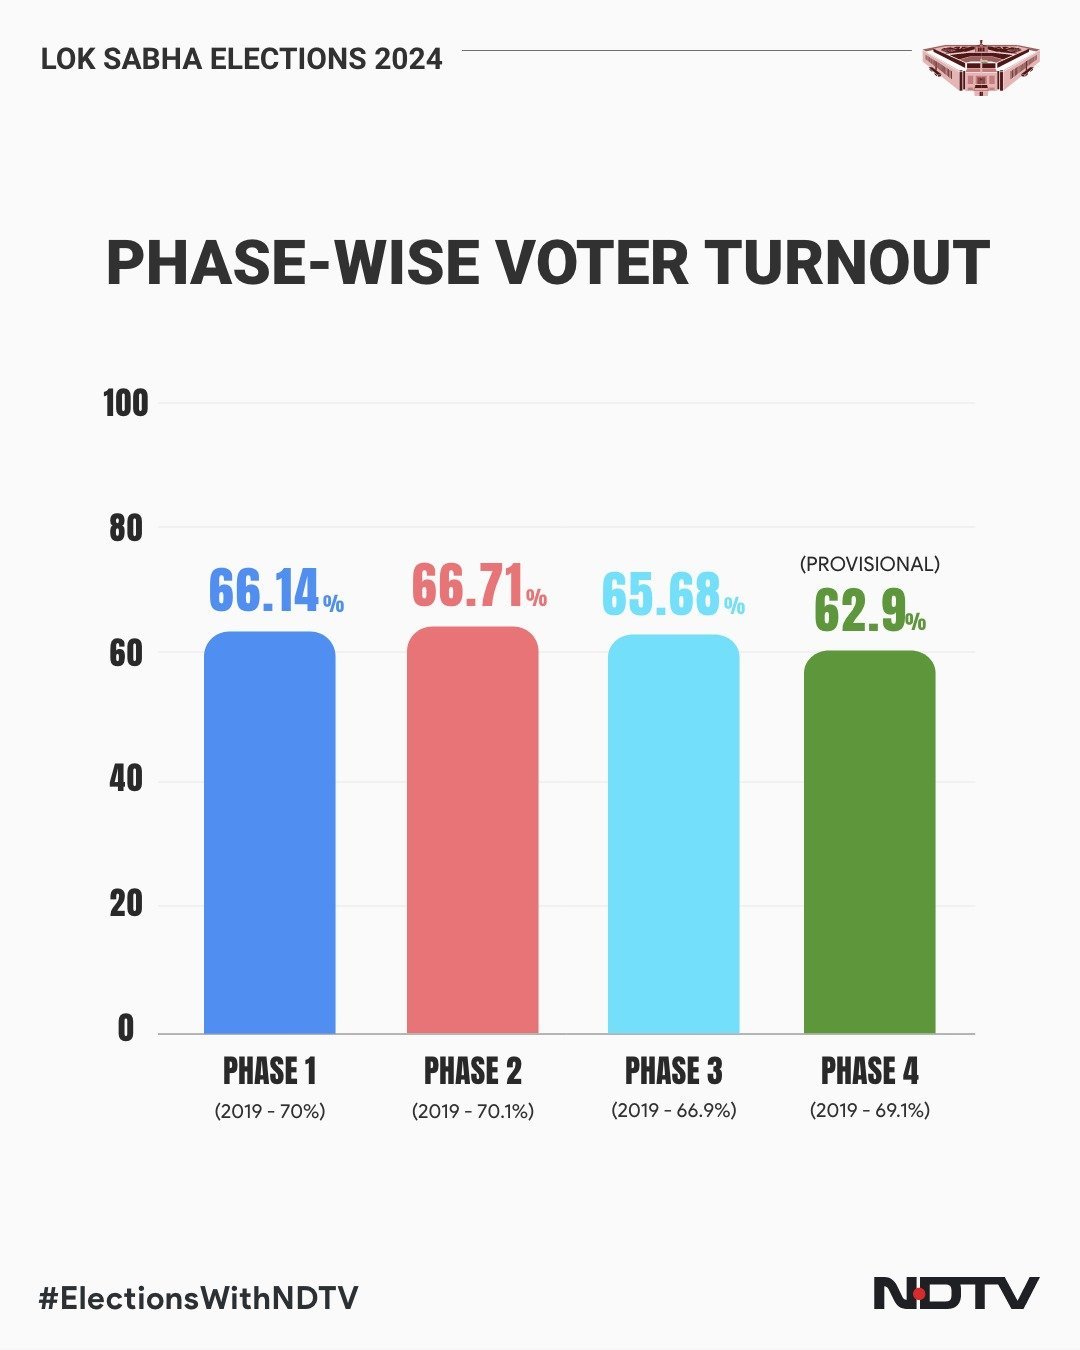 LOK SABHA ELECTIONS 2024
PHASE-WISE VOTER TURNOUT
100
80
60
40
20
0
66.14%
66.71%
65.68%
(PROVISIONAL)
62.9%
PHASE 1
(2019 - 70%)
PHASE 2
(2019 - 70.1%)
PHASE 3
(2019 - 66.9%)
PHASE 4
(2019 - 69.1%)
#ElectionsWithNDTV
NDTV